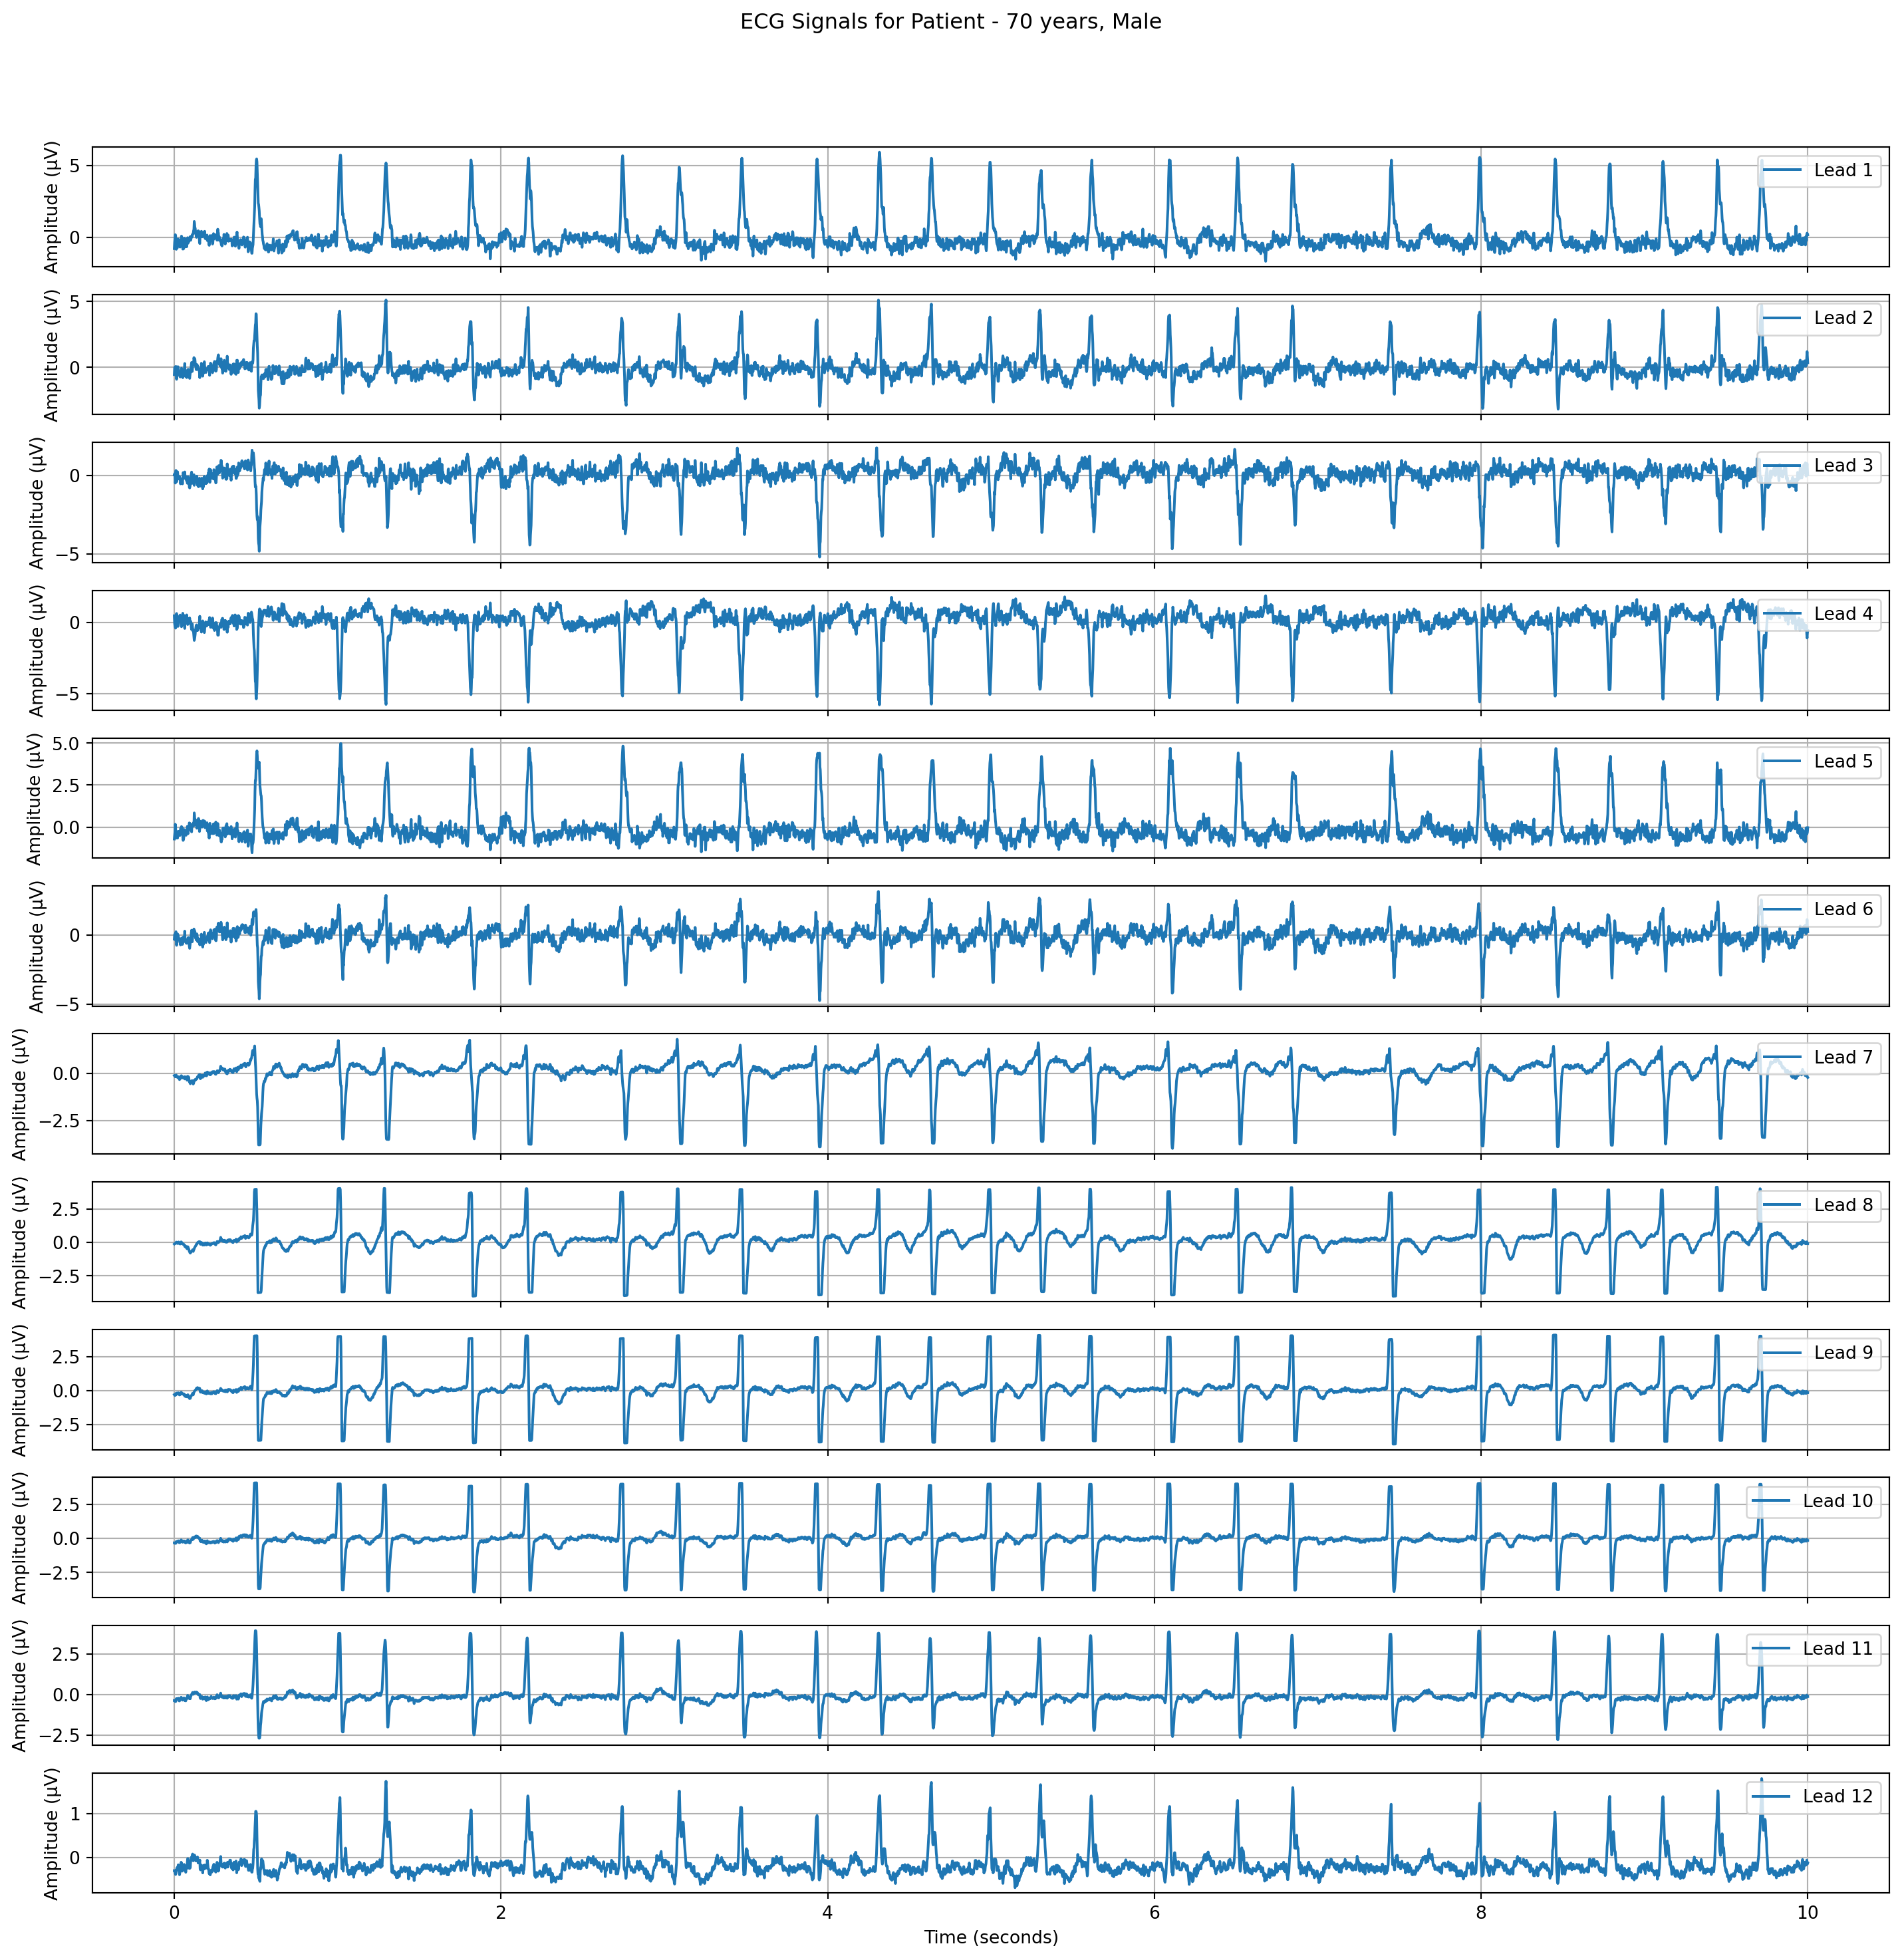 ECG Signals for Patient - 70 years, Male
Amplitude (µV)
5
0
Lead 1
Amplitude (µV)
5
0
Lead 2
Amplitude (µV)
0
−5
Lead 3
Amplitude (µV)
0
−5
Lead 4
Amplitude (µV)
5.0
2.5
0.0
Lead 5
Amplitude (µV)
0
−5
Lead 6
Amplitude (µV)
0.0
−2.5
Lead 7
Amplitude (µV)
2.5
0.0
−2.5
Lead 8
Amplitude (µV)
2.5
0.0
−2.5
Lead 9
Amplitude (µV)
2.5
0.0
−2.5
Lead 10
Amplitude (µV)
2.5
0.0
−2.5
Lead 11
Amplitude (µV)
1
0
Lead 12
0 2 4 6 8 10
Time (seconds)